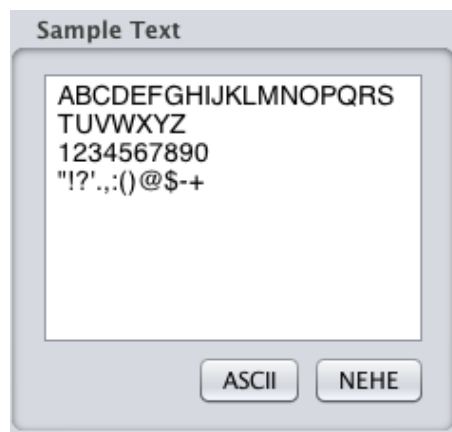 Sample Text
ABCDEFGHIJKLMNOPQRS
TUVWXYZ
1234567890
"!?'.,:()@$-+
ASCII
NEHE